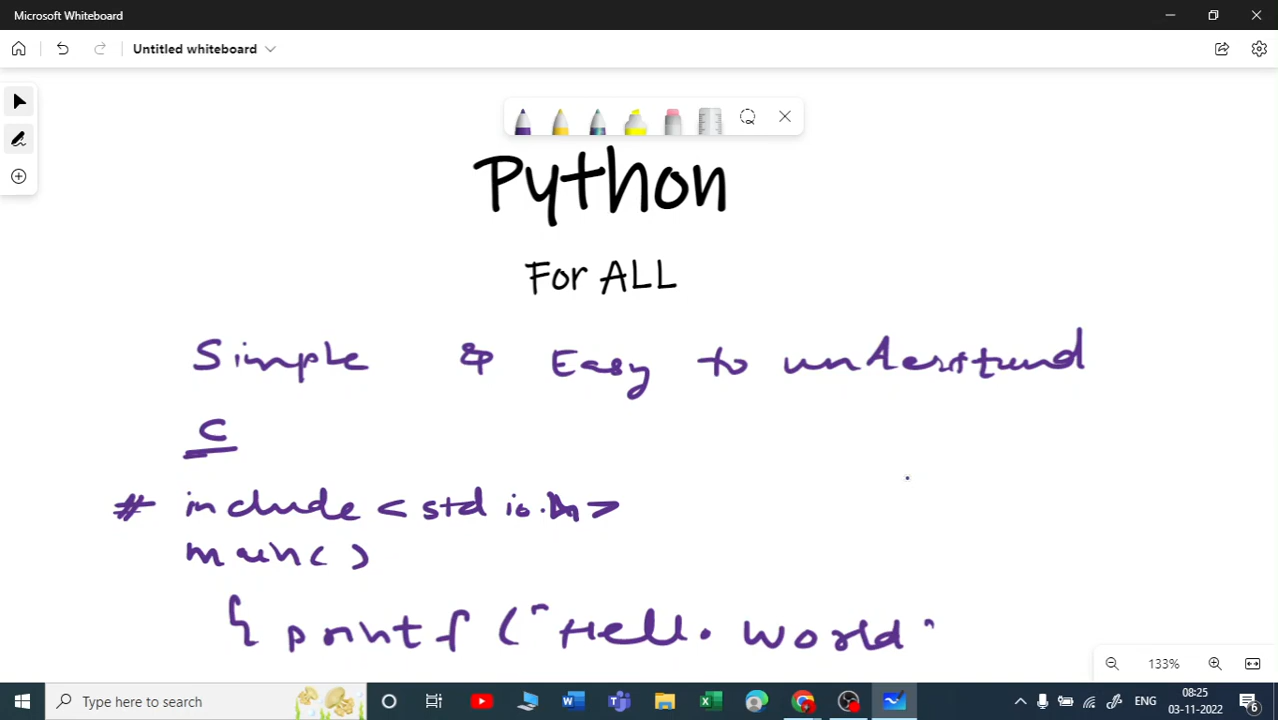 Microsoft Whiteboard
Untitled whiteboard
Python
For ALL
Simple & Easy to understand
C
# include < stdio.h >
main( )
{ printf ( "Hello World"
133%
Type here to search
ENG
08:25
03-11-2022
6